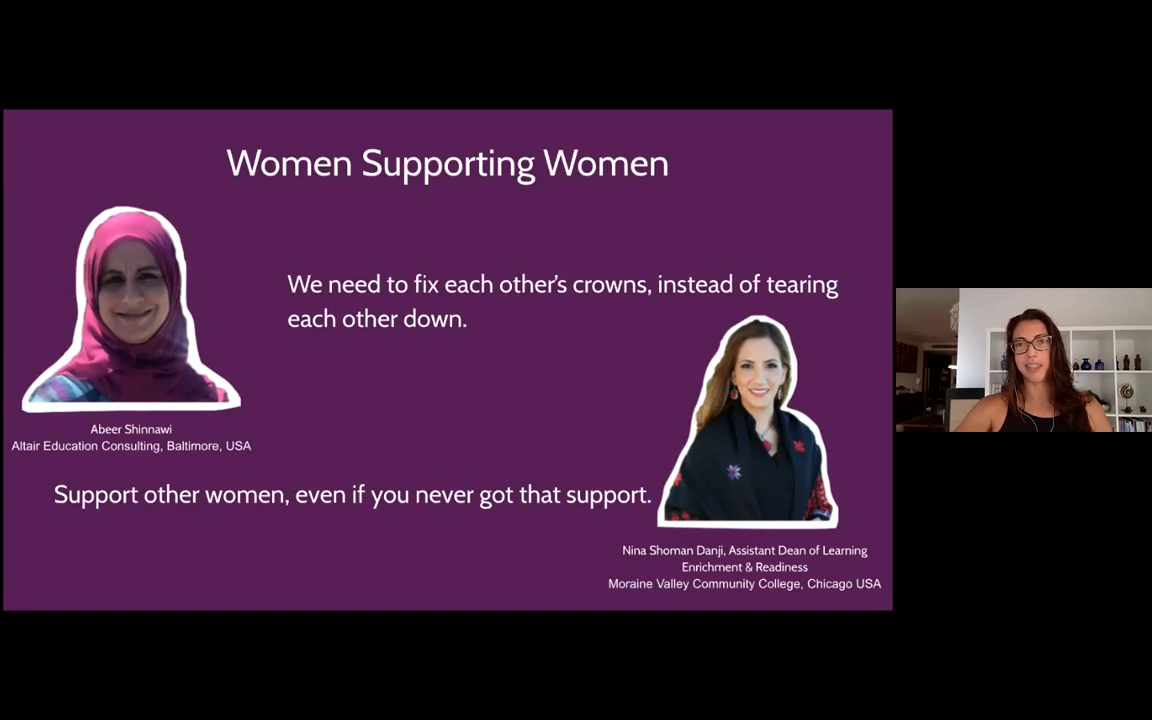 Women Supporting Women
We need to fix each other's crowns, instead of tearing
each other down.
Abeer Shinnawi
Altair Education Consulting, Baltimore, USA
Support other women, even if you never got that support.
Nina Shoman Danji, Assistant Dean of Learning
Enrichment & Readiness
Moraine Valley Community College, Chicago USA